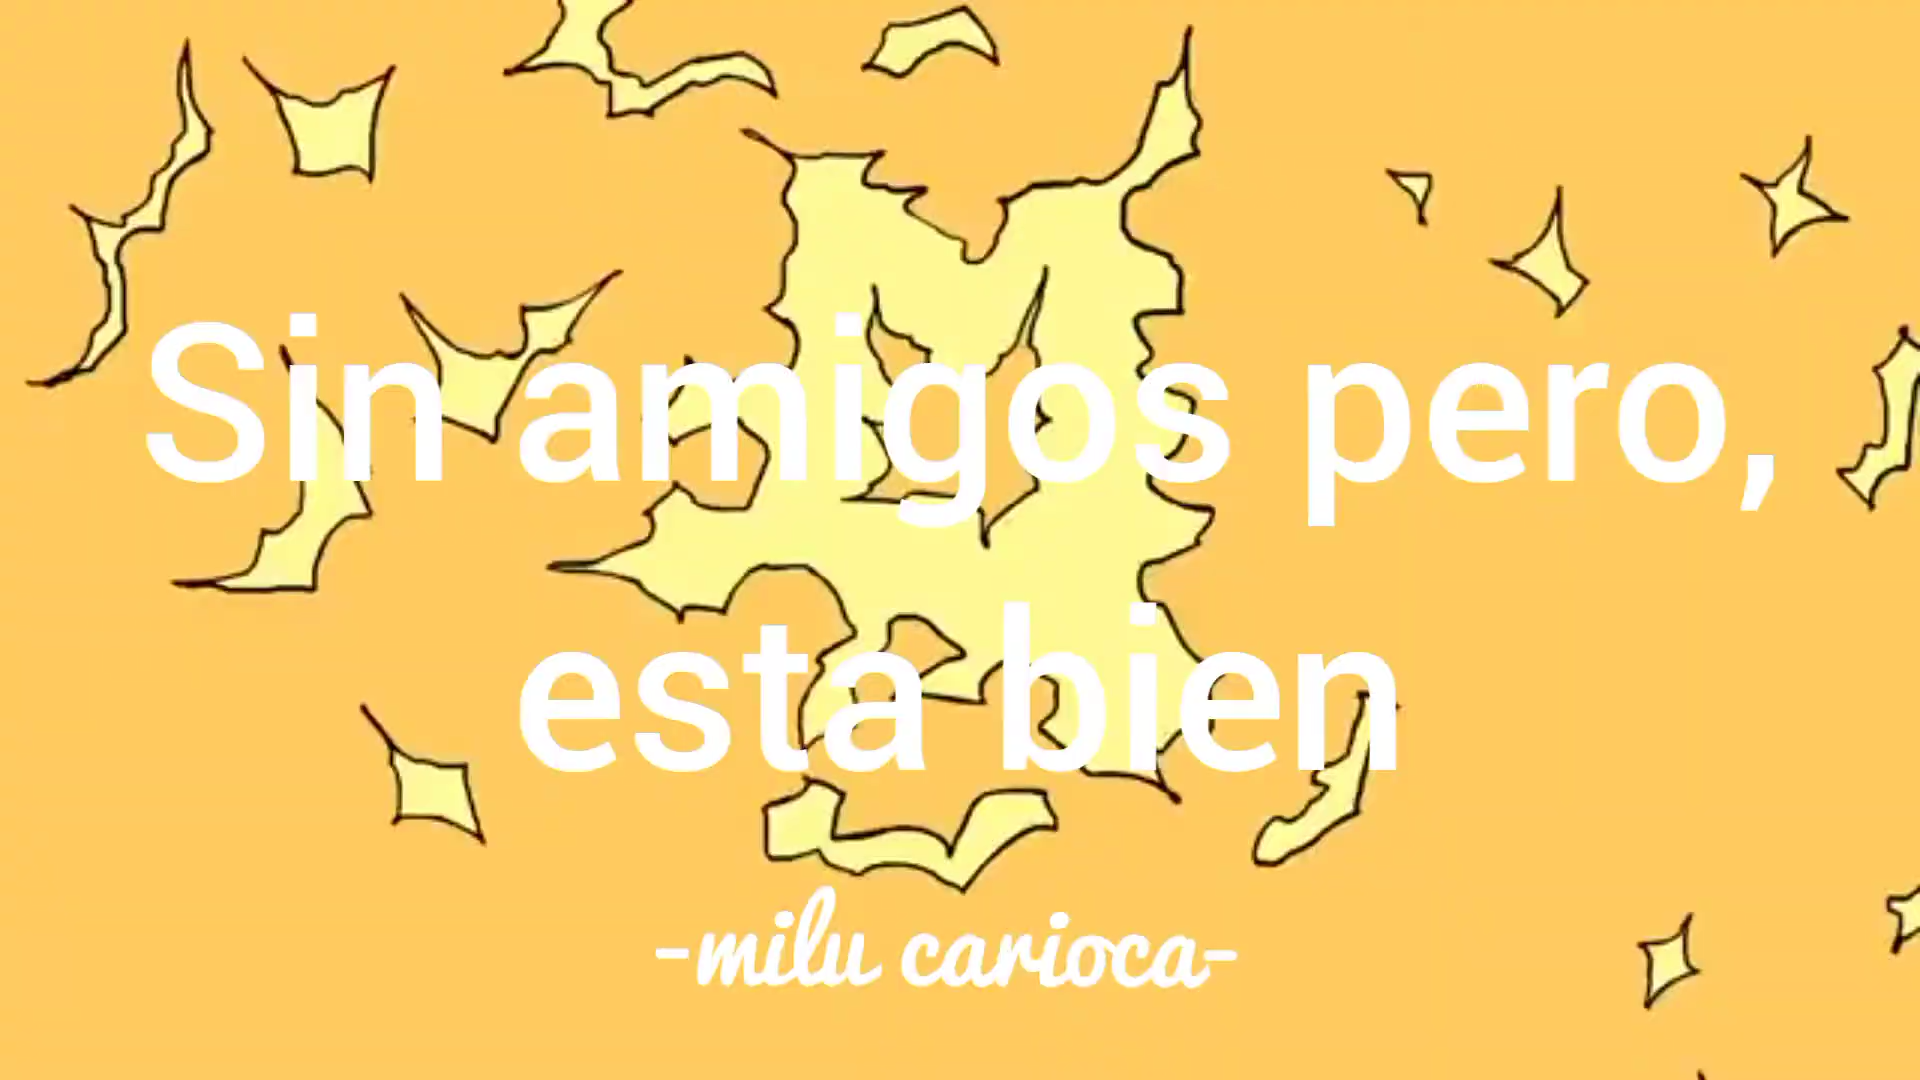 Sin amigos pero,
esta bien
-milu carioca-